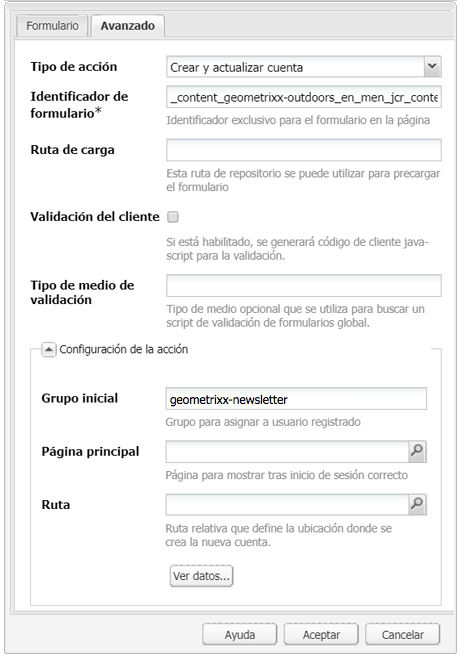 Formulario Avanzado
Tipo de acción Crear y actualizar cuenta
Identificador de
formulario* _content_geometrixx-outdoors_en_men_jcr_conte
Identificador exclusivo para el formulario en la página
Ruta de carga
Esta ruta de repositorio se puede utilizar para precargar
el formulario
Validación del cliente
Si está habilitado, se generará código de cliente java-
script para la validación.
Tipo de medio de
validación
Tipo de medio opcional que se utiliza para buscar un
script de validación de formularios global.
Configuración de la acción
Grupo inicial geometrixx-newsletter
Grupo para asignar a usuario registrado
Página principal
Página para mostrar tras inicio de sesión correcto
Ruta
Ruta relativa que define la ubicación donde se
crea la nueva cuenta.
Ver datos...
Ayuda Aceptar Cancelar